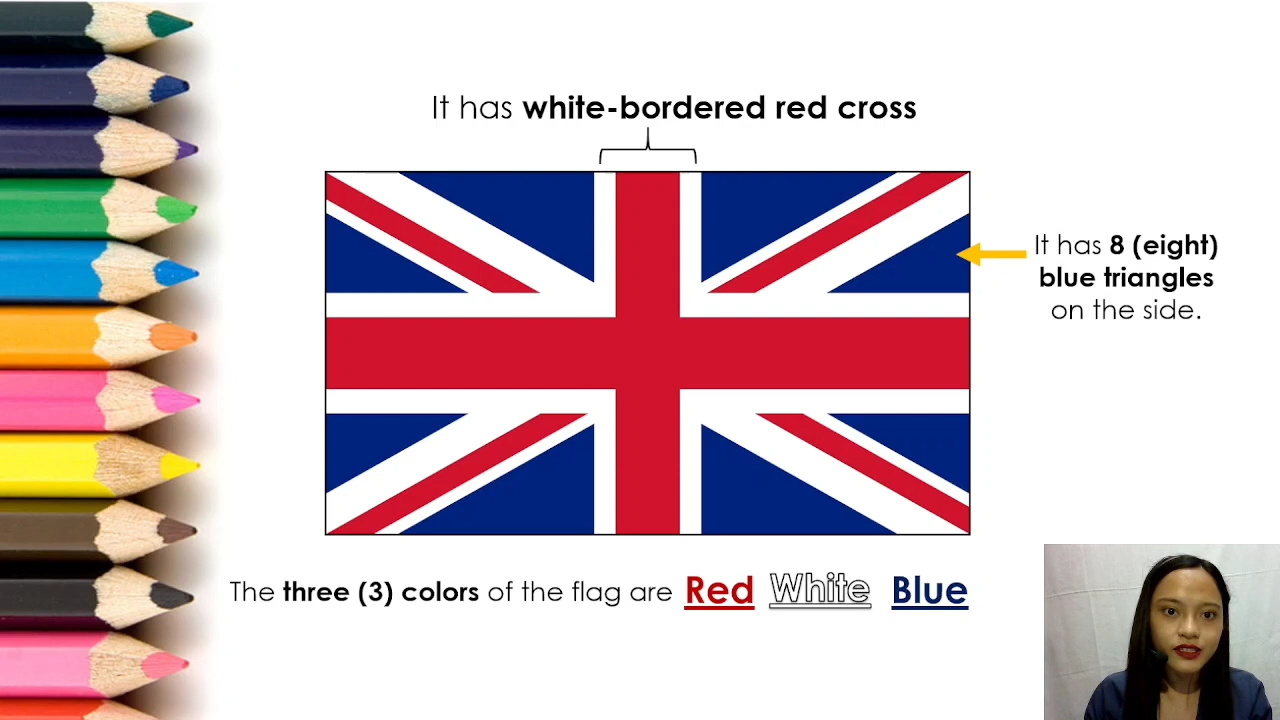 It has white-bordered red cross
It has 8 (eight)
blue triangles
on the side.
The three (3) colors of the flag are Red White Blue